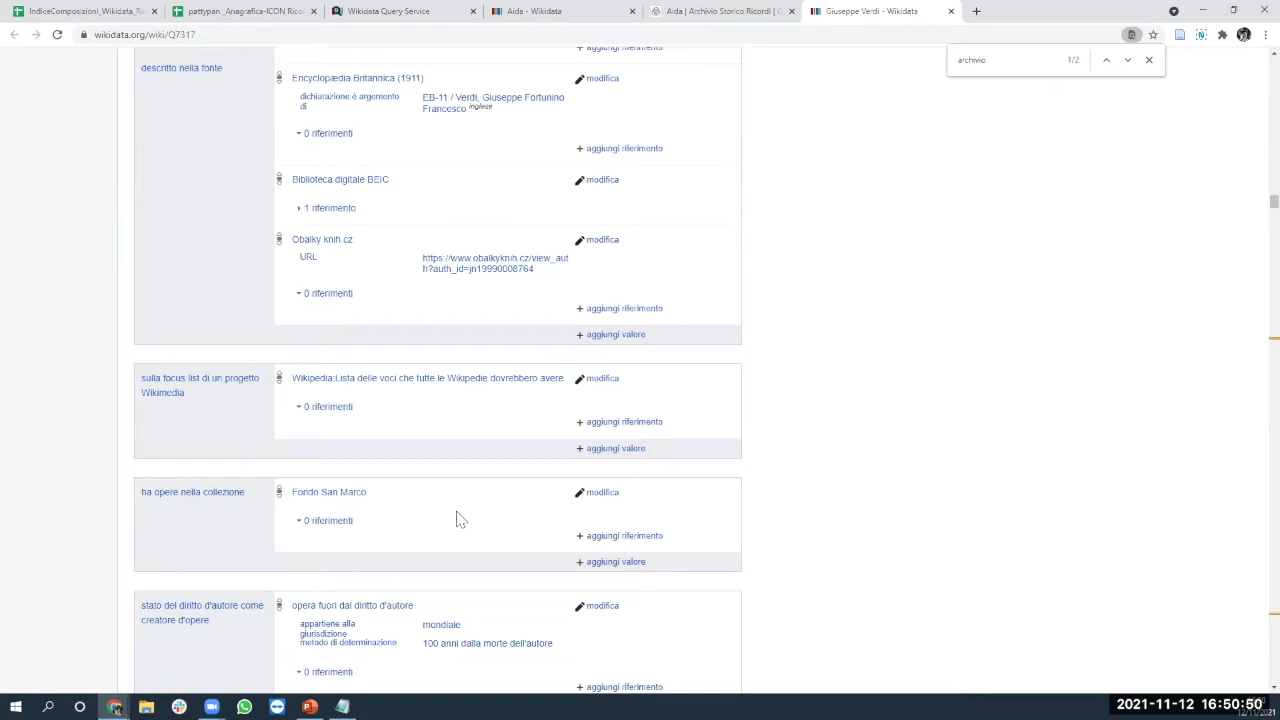 IndiceComposizioni_Wikidata_Re
pattypan_Anagrafica-ICON Ricor
Wikidata Query Service
Aida - Wikidata
Aida | Archivio Storico Ricordi | C
Giuseppe Verdi - Wikidata
wikidata.org/wiki/Q7317
archivio
1/2
aggiungi riferimento
descritto nella fonte
Encyclopædia Britannica (1911)
modifica
dichiarazione è argomento
di
EB-11 / Verdi, Giuseppe Fortunino
Francesco inglese
0 riferimenti
+ aggiungi riferimento
Biblioteca digitale BEIC
modifica
1 riferimento
Obalky knih.cz
modifica
URL
https://www.obalkyknih.cz/view_aut
h?auth_id=jn19990008764
0 riferimenti
+ aggiungi riferimento
+ aggiungi valore
sulla focus list di un progetto
Wikimedia
Wikipedia:Lista delle voci che tutte le Wikipedie dovrebbero avere
modifica
0 riferimenti
+ aggiungi riferimento
+ aggiungi valore
ha opere nella collezione
Fondo San Marco
modifica
0 riferimenti
+ aggiungi riferimento
+ aggiungi valore
stato del diritto d'autore come
creatore d'opere
opera fuori dal diritto d'autore
modifica
appartiene alla
giurisdizione
mondiale
metodo di determinazione
100 anni dalla morte dell'autore
0 riferimenti
+ aggiungi riferimento
2021-11-12 16:50:50
12/11/2021